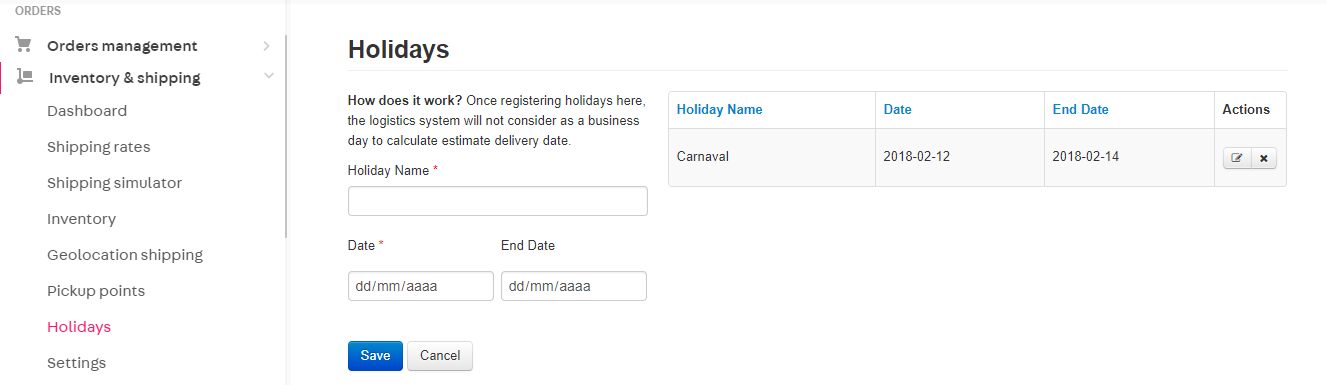 ORDERS
Orders management
Inventory & shipping
Dashboard
Shipping rates
Shipping simulator
Inventory
Geolocation shipping
Pickup points
Holidays
Settings
Holidays
How does it work? Once registering holidays here,
the logistics system will not consider as a business
day to calculate estimate delivery date.
Holiday Name *
Date * End Date
dd/mm/aaaa dd/mm/aaaa
Save Cancel
Holiday Name Date End Date Actions
Carnaval 2018-02-12 2018-02-14